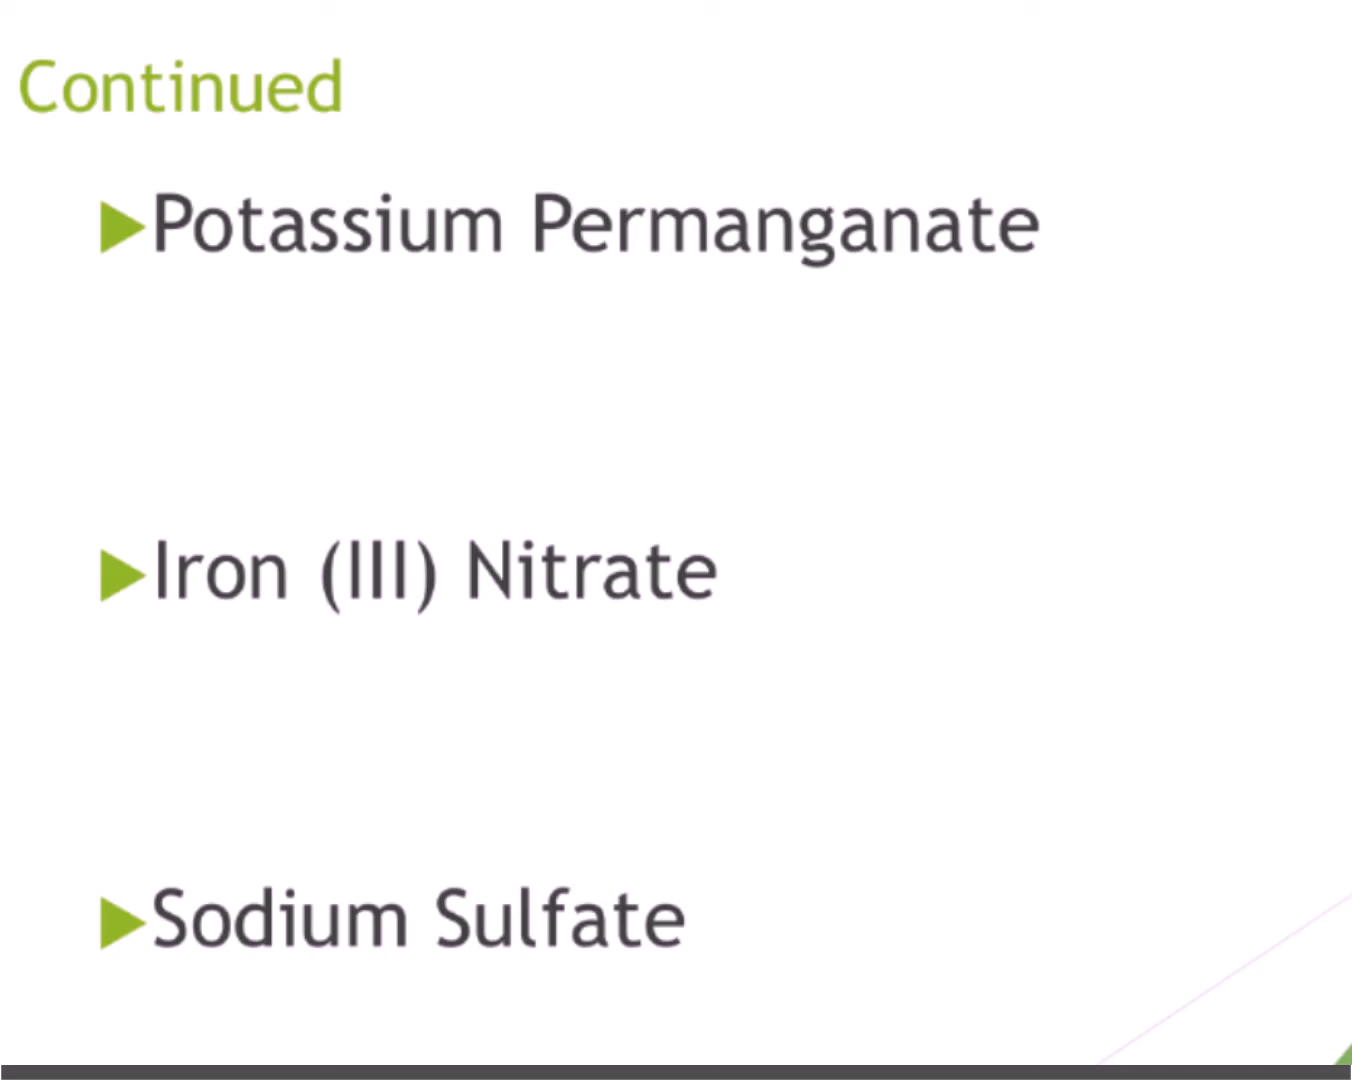 Continued
Potassium Permanganate
Iron (III) Nitrate
Sodium Sulfate